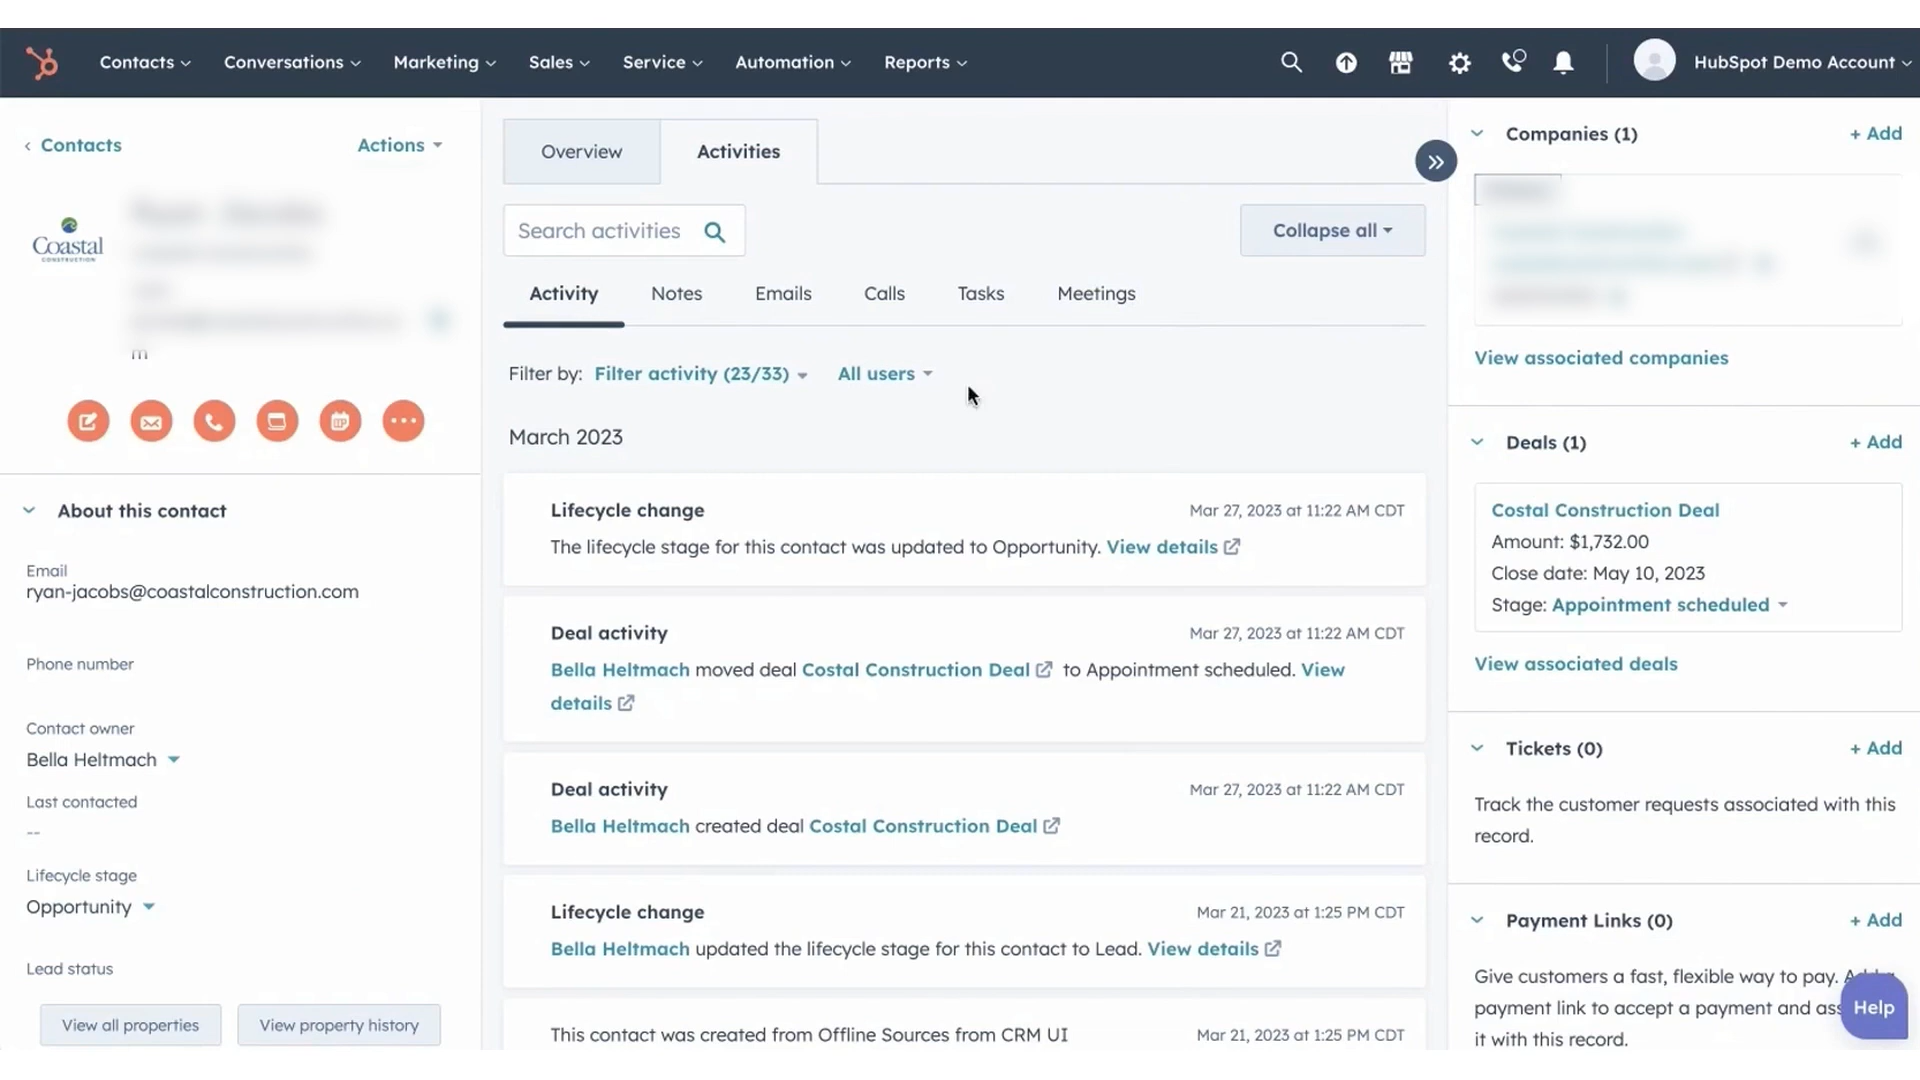 Contacts
Conversations
Marketing
Sales
Service
Automation
Reports
HubSpot Demo Account
Contacts
Actions
Coastal
CONSTRUCTION
m
About this contact
Email
ryan-jacobs@coastalconstruction.com
Phone number
Contact owner
Bella Heltmach
Last contacted
--
Lifecycle stage
Opportunity
Lead status
View all properties
View property history
Overview
Activities
Search activities
Collapse all
Activity
Notes
Emails
Calls
Tasks
Meetings
Filter by: Filter activity (23/33) All users
March 2023
Lifecycle change
Mar 27, 2023 at 11:22 AM CDT
The lifecycle stage for this contact was updated to Opportunity. View details
Deal activity
Mar 27, 2023 at 11:22 AM CDT
Bella Heltmach moved deal Costal Construction Deal to Appointment scheduled. View
details
Deal activity
Mar 27, 2023 at 11:22 AM CDT
Bella Heltmach created deal Costal Construction Deal
Lifecycle change
Mar 21, 2023 at 1:25 PM CDT
Bella Heltmach updated the lifecycle stage for this contact to Lead. View details
This contact was created from Offline Sources from CRM UI
Mar 21, 2023 at 1:25 PM CDT
Companies (1)
+ Add
View associated companies
Deals (1)
+ Add
Costal Construction Deal
Amount: $1,732.00
Close date: May 10, 2023
Stage: Appointment scheduled
View associated deals
Tickets (0)
+ Add
Track the customer requests associated with this
record.
Payment Links (0)
+ Add
Give customers a fast, flexible way to pay.
payment link to accept a payment and
it with this record.
Help